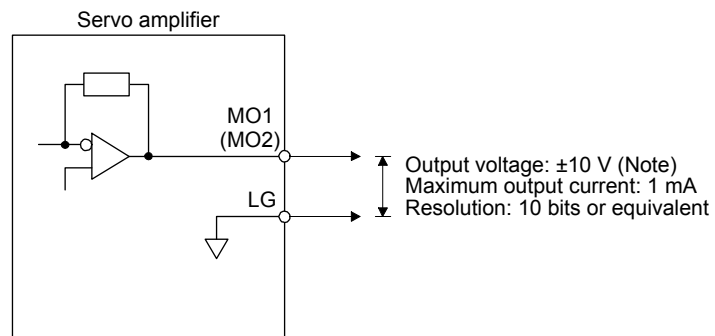 Servo amplifier
MO1
(MO2)
LG
Output voltage: ±10 V (Note)
Maximum output current: 1 mA
Resolution: 10 bits or equivalent